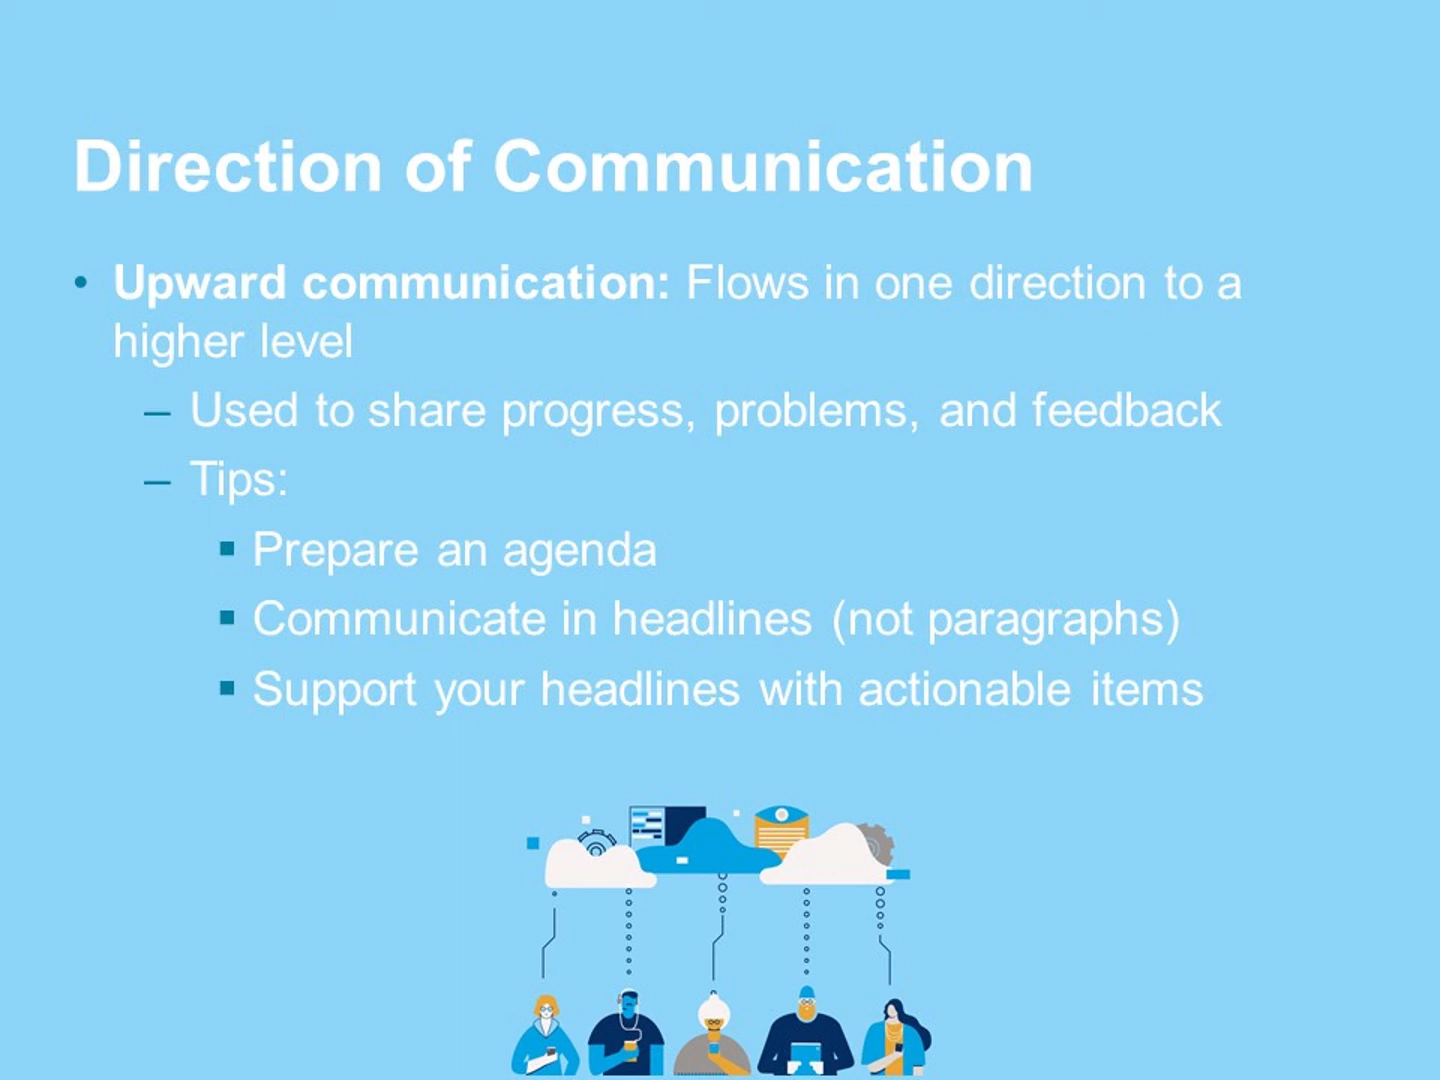 Direction of Communication
• Upward communication: Flows in one direction to a
higher level
– Used to share progress, problems, and feedback
– Tips:
▪ Prepare an agenda
▪ Communicate in headlines (not paragraphs)
▪ Support your headlines with actionable items